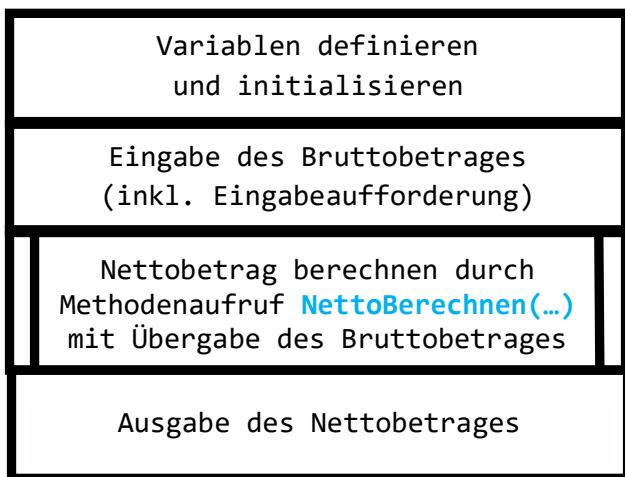 Variablen definieren
und initialisieren
Eingabe des Bruttobetrages
(inkl. Eingabeaufforderung)
Nettobetrag berechnen durch
Methodenaufruf NettoBerechnen(…)
mit Übergabe des Bruttobetrages
Ausgabe des Nettobetrages